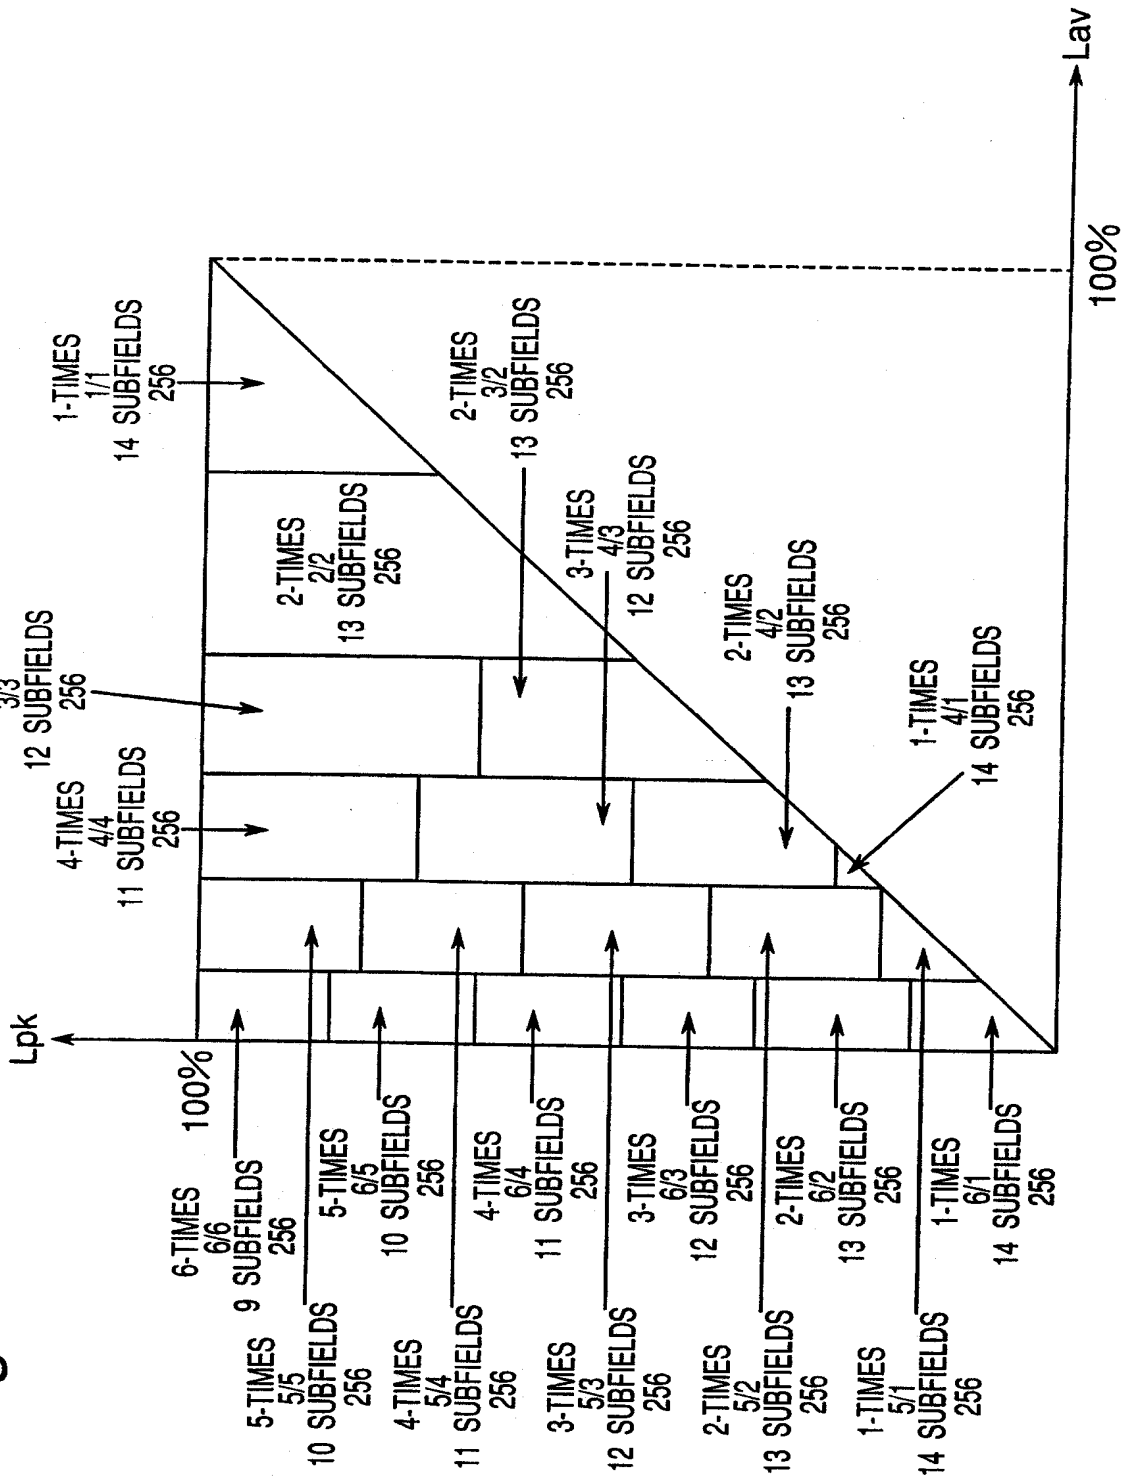 Lpk
100%
6-TIMES
6/6
9 SUBFIELDS
256
5-TIMES
6/5
10 SUBFIELDS
256
4-TIMES
6/4
11 SUBFIELDS
256
3-TIMES
6/3
12 SUBFIELDS
256
2-TIMES
6/2
13 SUBFIELDS
256
1-TIMES
6/1
14 SUBFIELDS
256
5-TIMES
5/5
10 SUBFIELDS
256
4-TIMES
5/4
11 SUBFIELDS
256
3-TIMES
5/3
12 SUBFIELDS
256
2-TIMES
5/2
13 SUBFIELDS
256
1-TIMES
5/1
14 SUBFIELDS
256
4-TIMES
4/4
11 SUBFIELDS
256
3/3
12 SUBFIELDS
256
2-TIMES
2/2
13 SUBFIELDS
256
1-TIMES
1/1
14 SUBFIELDS
256
2-TIMES
3/2
13 SUBFIELDS
256
3-TIMES
4/3
12 SUBFIELDS
256
2-TIMES
4/2
13 SUBFIELDS
256
1-TIMES
4/1
14 SUBFIELDS
256
100%
Lav